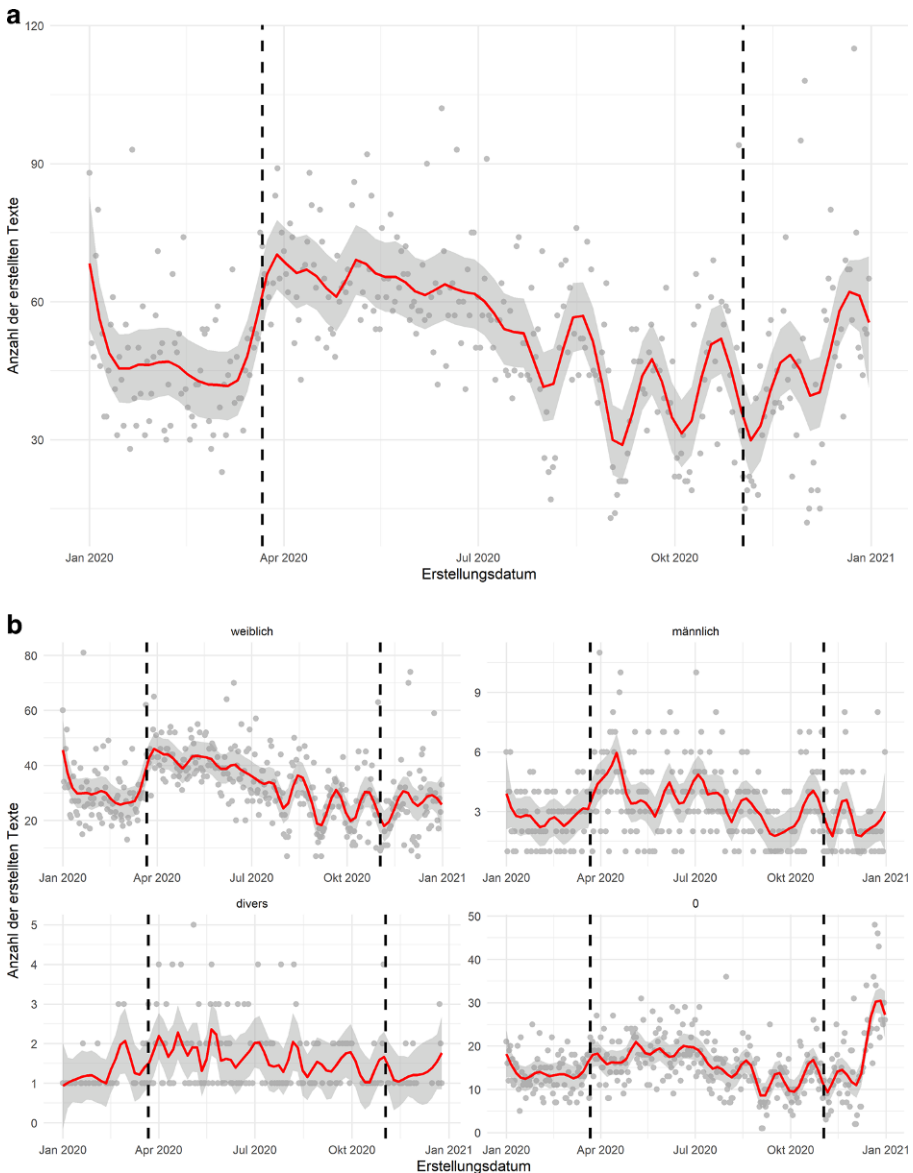 a
120
90
60
30
Anzahl der erstellten Texte
Jan 2020 Apr 2020 Jul 2020 Okt 2020 Jan 2021
Erstellungsdatum
b
Anzahl der erstellten Texte
weiblich
80
60
40
20
Jan 2020 Apr 2020 Jul 2020 Okt 2020 Jan 2021
männlich
9
6
3
Jan 2020 Apr 2020 Jul 2020 Okt 2020 Jan 2021
divers
5
4
3
2
1
0
Jan 2020 Apr 2020 Jul 2020 Okt 2020 Jan 2021
0
50
40
30
20
10
0
Jan 2020 Apr 2020 Jul 2020 Okt 2020 Jan 2021
Erstellungsdatum